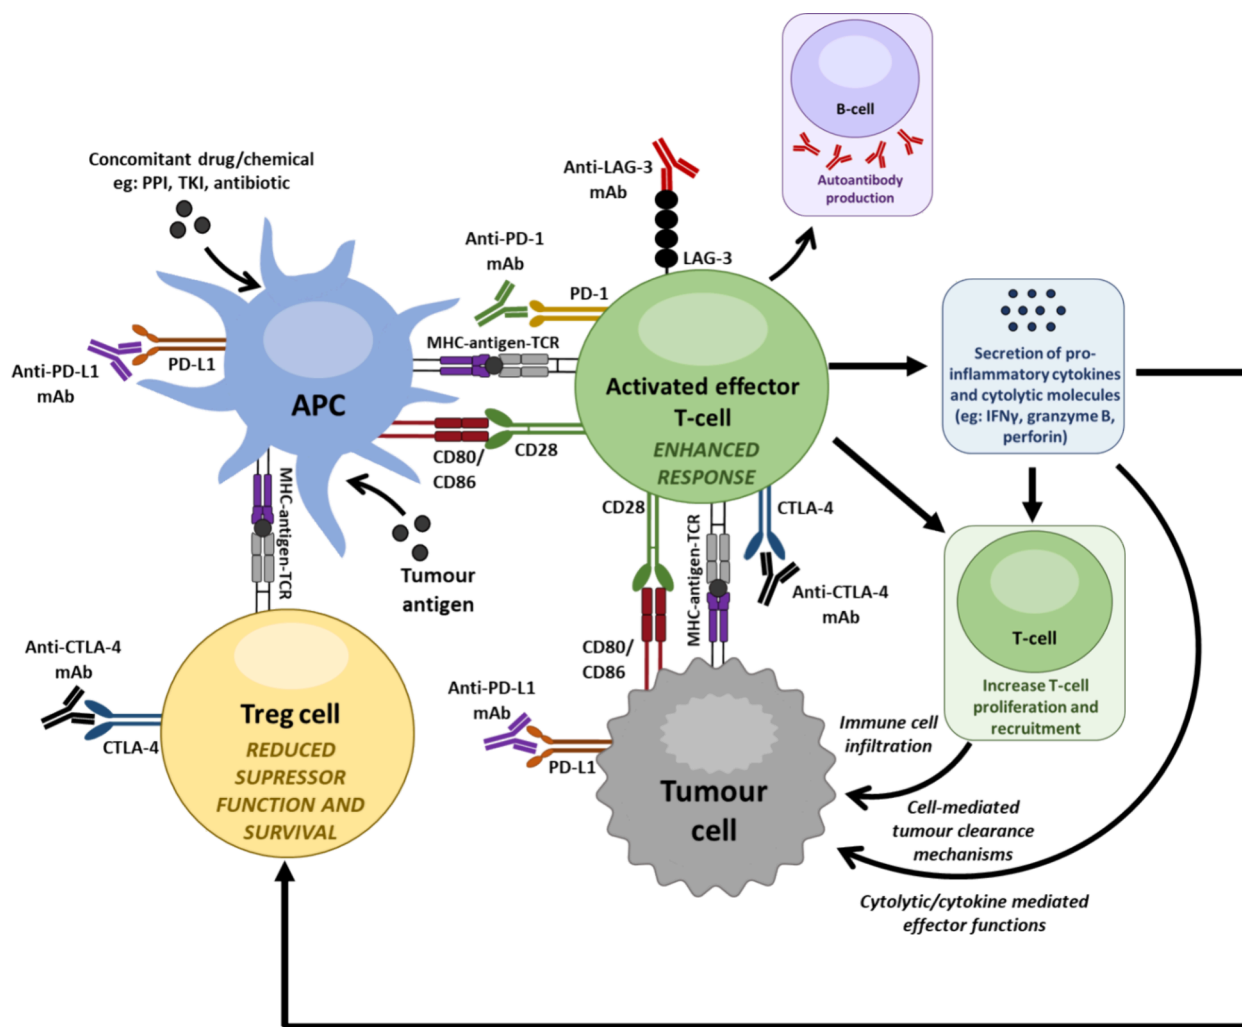 B-cell
Autoantibody
production
Concomitant drug/chemical
eg: PPI, TKI, antibiotic
Anti-LAG-3
mAb
LAG-3
Anti-PD-1
mAb
PD-1
Anti-PD-L1
mAb
PD-L1
MHC-antigen-TCR
APC
Activated effector
T-cell
ENHANCED
RESPONSE
CD80/
CD86
CD28
Secretion of pro-
inflammatory cytokines
and cytolytic molecules
(eg: IFNγ, granzyme B,
perforin)
MHC-antigen-TCR
Tumour
antigen
CD28
MHC-antigen-TCR
CTLA-4
Anti-CTLA-4
mAb
CD80/
CD86
T-cell
Increase T-cell
proliferation and
recruitment
Anti-CTLA-4
mAb
CTLA-4
Treg cell
REDUCED
SUPRESSOR
FUNCTION AND
SURVIVAL
Anti-PD-L1
mAb
PD-L1
Tumour
cell
Immune cell
infiltration
Cell-mediated
tumour clearance
mechanisms
Cytolytic/cytokine mediated
effector functions